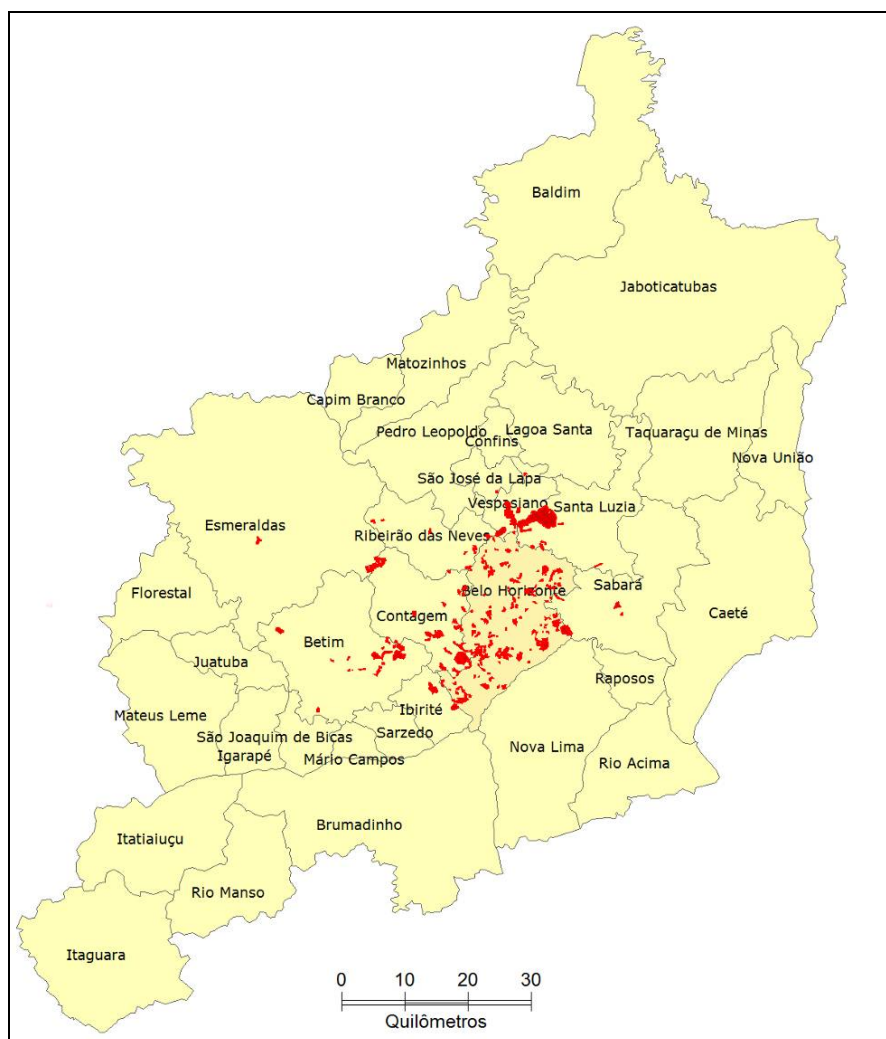 Baldim
Jaboticatubas
Matozinhos
Capim Branco
Pedro Leopoldo
Confins
Lagoa Santa
Taquaraçu de Minas
Nova União
São José da Lapa
Vespasiano
Santa Luzia
Esmeraldas
Ribeirão das Neves
Florestal
Belo Horizonte
Sabará
Contagem
Caeté
Betim
Juatuba
Raposos
Mateus Leme
Ibirité
São Joaquim de Bicas
Sarzedo
Igarapé
Mário Campos
Nova Lima
Rio Acima
Brumadinho
Itatiaiuçu
Rio Manso
Itaguara
0 10 20 30
Quilômetros